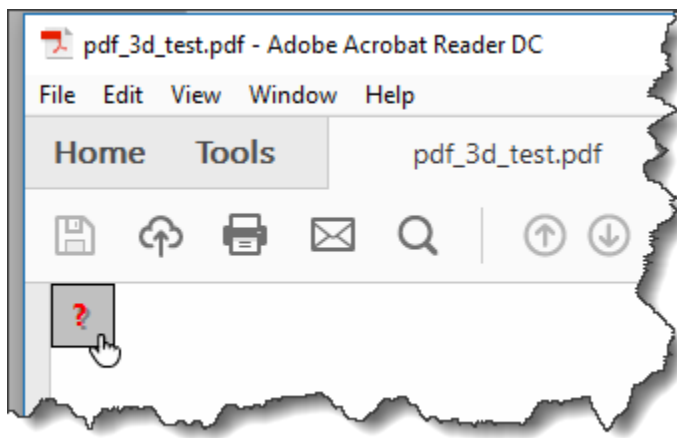 pdf_3d_test.pdf - Adobe Acrobat Reader DC
File Edit View Window Help
Home Tools pdf_3d_test.pdf
?